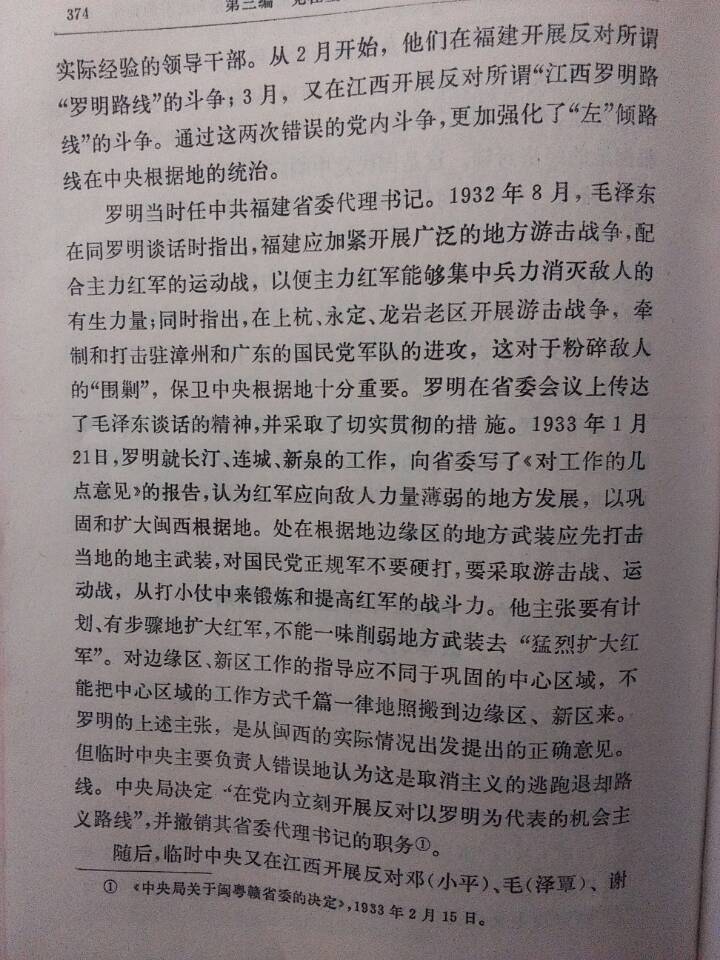 374
第三编
实际经验的领导干部。从2月开始，他们在福建开展反对所谓
“罗明路线”的斗争；3月，又在江西开展反对所谓“江西罗明路
线”的斗争。通过这两次错误的党内斗争，更加强化了“左”倾路
线在中央根据地的统治。
罗明当时任中共福建省委代理书记。1932年8月，毛泽东
在同罗明谈话时指出，福建应加紧开展广泛的地方游击战争，配
合主力红军的运动战，以便主力红军能够集中兵力消灭敌人的
有生力量；同时指出，在上杭、永定、龙岩老区开展游击战争，牵
制和打击驻漳州和广东的国民党军队的进攻，这对于粉碎敌人
的“围剿”，保卫中央根据地十分重要。罗明在省委会议上传达
了毛泽东谈话的精神，并采取了切实贯彻的措施。1933年1月
21日，罗明就长汀、连城、新泉的工作，向省委写了《对工作的几
点意见》的报告，认为红军应向敌人力量薄弱的地方发展，以巩
固和扩大闽西根据地。处在根据地边缘区的地方武装应先打击
当地的地主武装，对国民党正规军不要硬打，要采取游击战、运
动战，从打小仗中来锻炼和提高红军的战斗力。他主张要有计
划、有步骤地扩大红军，不能一味削弱地方武装去“猛烈扩大红
军”。对边缘区、新区工作的指导应不同于巩固的中心区域，不
能把中心区域的工作方式千篇一律地照搬到边缘区、新区来。
罗明的上述主张，是从闽西的实际情况出发提出的正确意见。
但临时中央主要负责人错误地认为这是取消主义的逃跑退却路
线。中央局决定“在党内立刻开展反对以罗明为代表的机会主
义路线”，并撤销其省委代理书记的职务①。
随后，临时中央又在江西开展反对邓（小平）、毛（泽覃）、谢
① 《中央局关于闽粤赣省委的决定》，1933年2月15日。